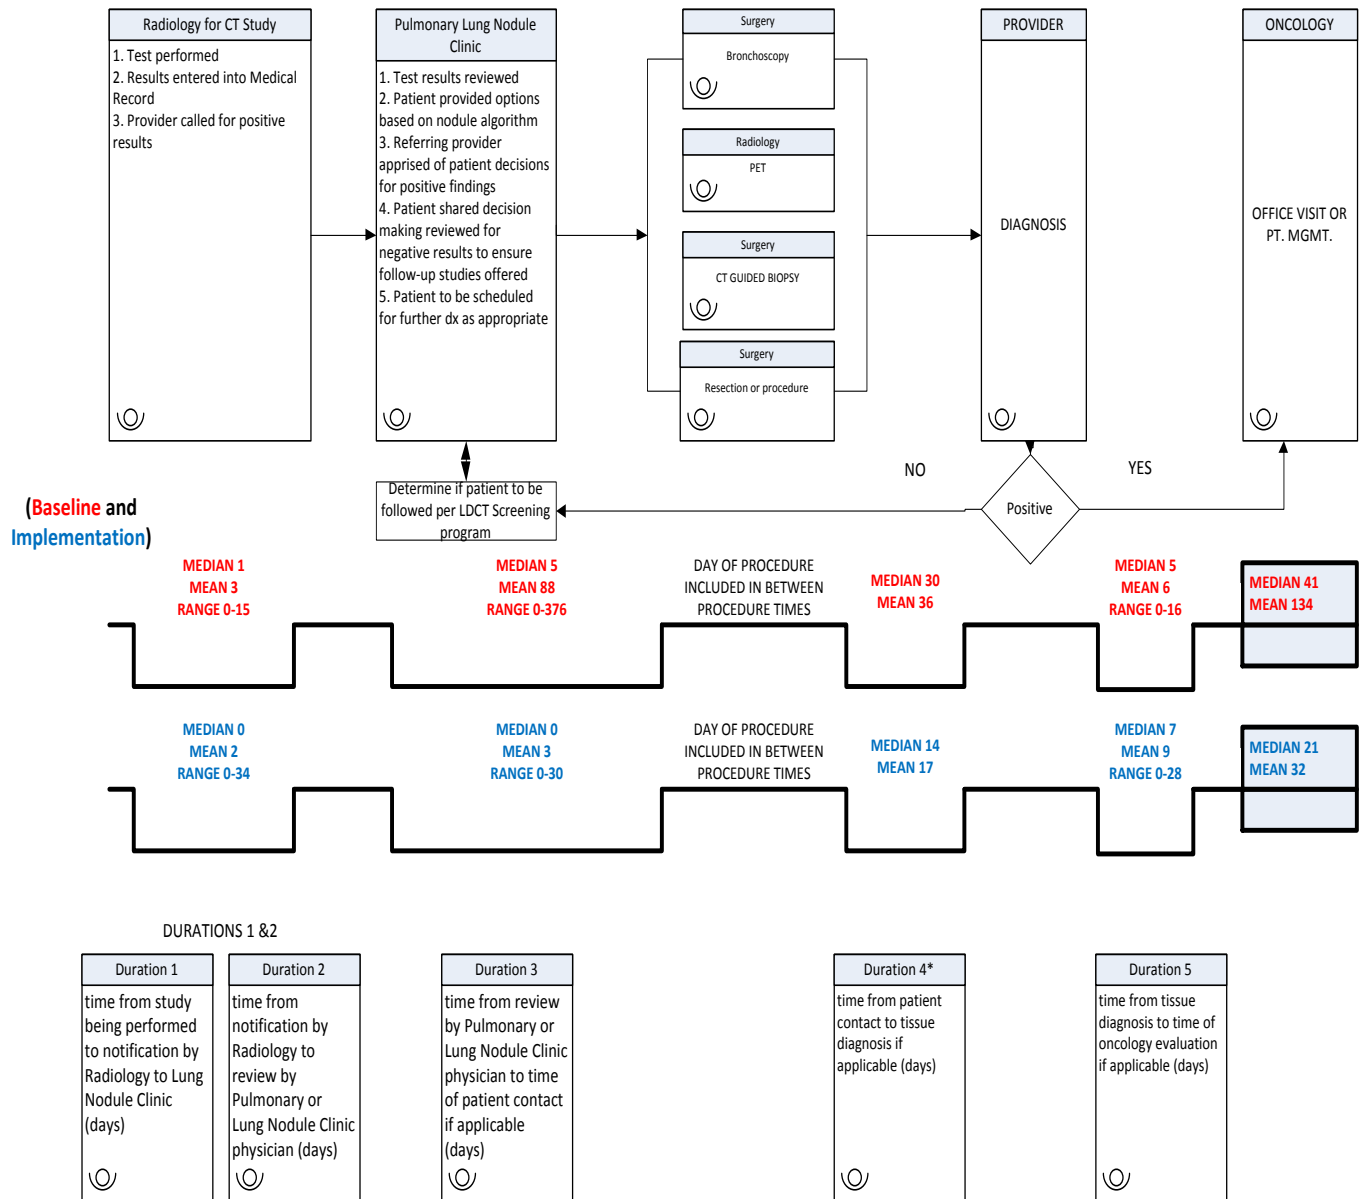 Radiology for CT Study
1. Test performed
2. Results entered into Medical
Record
3. Provider called for positive
results
Pulmonary Lung Nodule
Clinic
1. Test results reviewed
2. Patient provided options
based on nodule algorithm
3. Referring provider
apprised of patient decisions
for positive findings
4. Patient shared decision
making reviewed for
negative results to ensure
follow-up studies offered
5. Patient to be scheduled
for further dx as appropriate
Surgery
Bronchoscopy
Radiology
PET
Surgery
CT GUIDED BIOPSY
Surgery
Resection or procedure
PROVIDER
DIAGNOSIS
ONCOLOGY
OFFICE VISIT OR
PT. MGMT.
NO
YES
Positive
Determine if patient to be
followed per LDCT Screening
program
(Baseline and
Implementation)
MEDIAN 1
MEAN 3
RANGE 0-15
MEDIAN 5
MEAN 88
RANGE 0-376
DAY OF PROCEDURE
INCLUDED IN BETWEEN
PROCEDURE TIMES
MEDIAN 30
MEAN 36
MEDIAN 5
MEAN 6
RANGE 0-16
MEDIAN 41
MEAN 134
MEDIAN 0
MEAN 2
RANGE 0-34
MEDIAN 0
MEAN 3
RANGE 0-30
DAY OF PROCEDURE
INCLUDED IN BETWEEN
PROCEDURE TIMES
MEDIAN 14
MEAN 17
MEDIAN 7
MEAN 9
RANGE 0-28
MEDIAN 21
MEAN 32
DURATIONS 1 &2
Duration 1
time from study
being performed
to notification by
Radiology to Lung
Nodule Clinic
(days)
Duration 2
time from
notification by
Radiology to
review by
Pulmonary or
Lung Nodule Clinic
physician (days)
Duration 3
time from review
by Pulmonary or
Lung Nodule Clinic
physician to time
of patient contact
if applicable
(days)
Duration 4*
time from patient
contact to tissue
diagnosis if
applicable (days)
Duration 5
time from tissue
diagnosis to time of
oncology evaluation
if applicable (days)